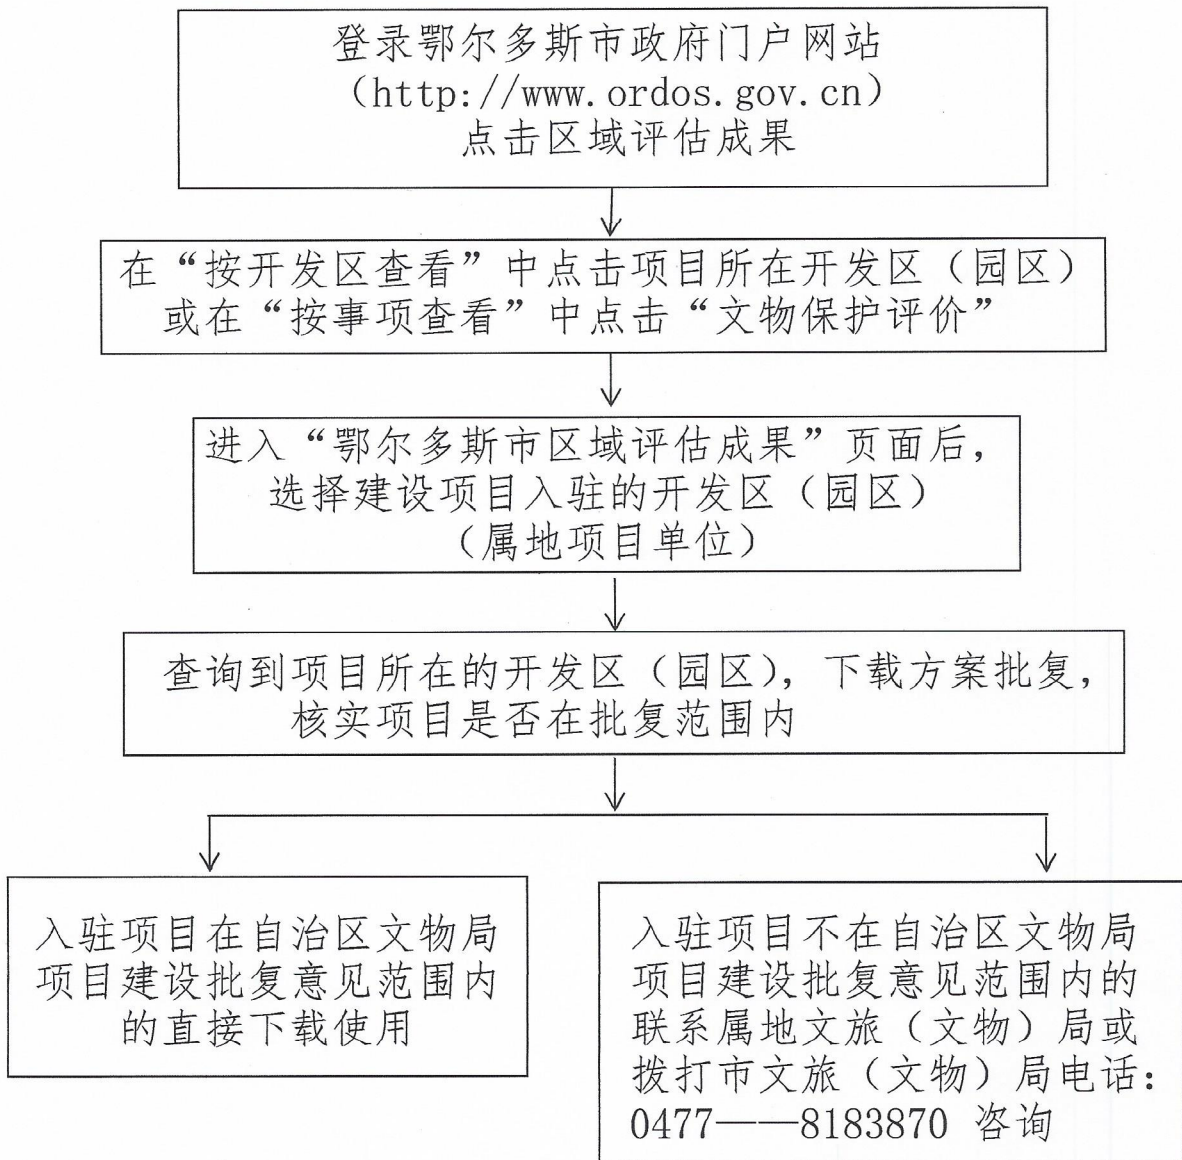 登录鄂尔多斯市政府门户网站
(http://www.ordos.gov.cn)
点击区域评估成果
在“按开发区查看”中点击项目所在开发区（园区）
或在“按事项查看”中点击“文物保护评价”
进入“鄂尔多斯市区域评估成果”页面后，
选择建设项目入驻的开发区（园区）
（属地项目单位）
查询到项目所在的开发区（园区），下载方案批复，
核实项目是否在批复范围内
入驻项目在自治区文物局
项目建设批复意见范围内
的直接下载使用
入驻项目不在自治区文物局
项目建设批复意见范围内的
联系属地文旅（文物）局或
拨打市文旅（文物）局电话：
0477——8183870 咨询